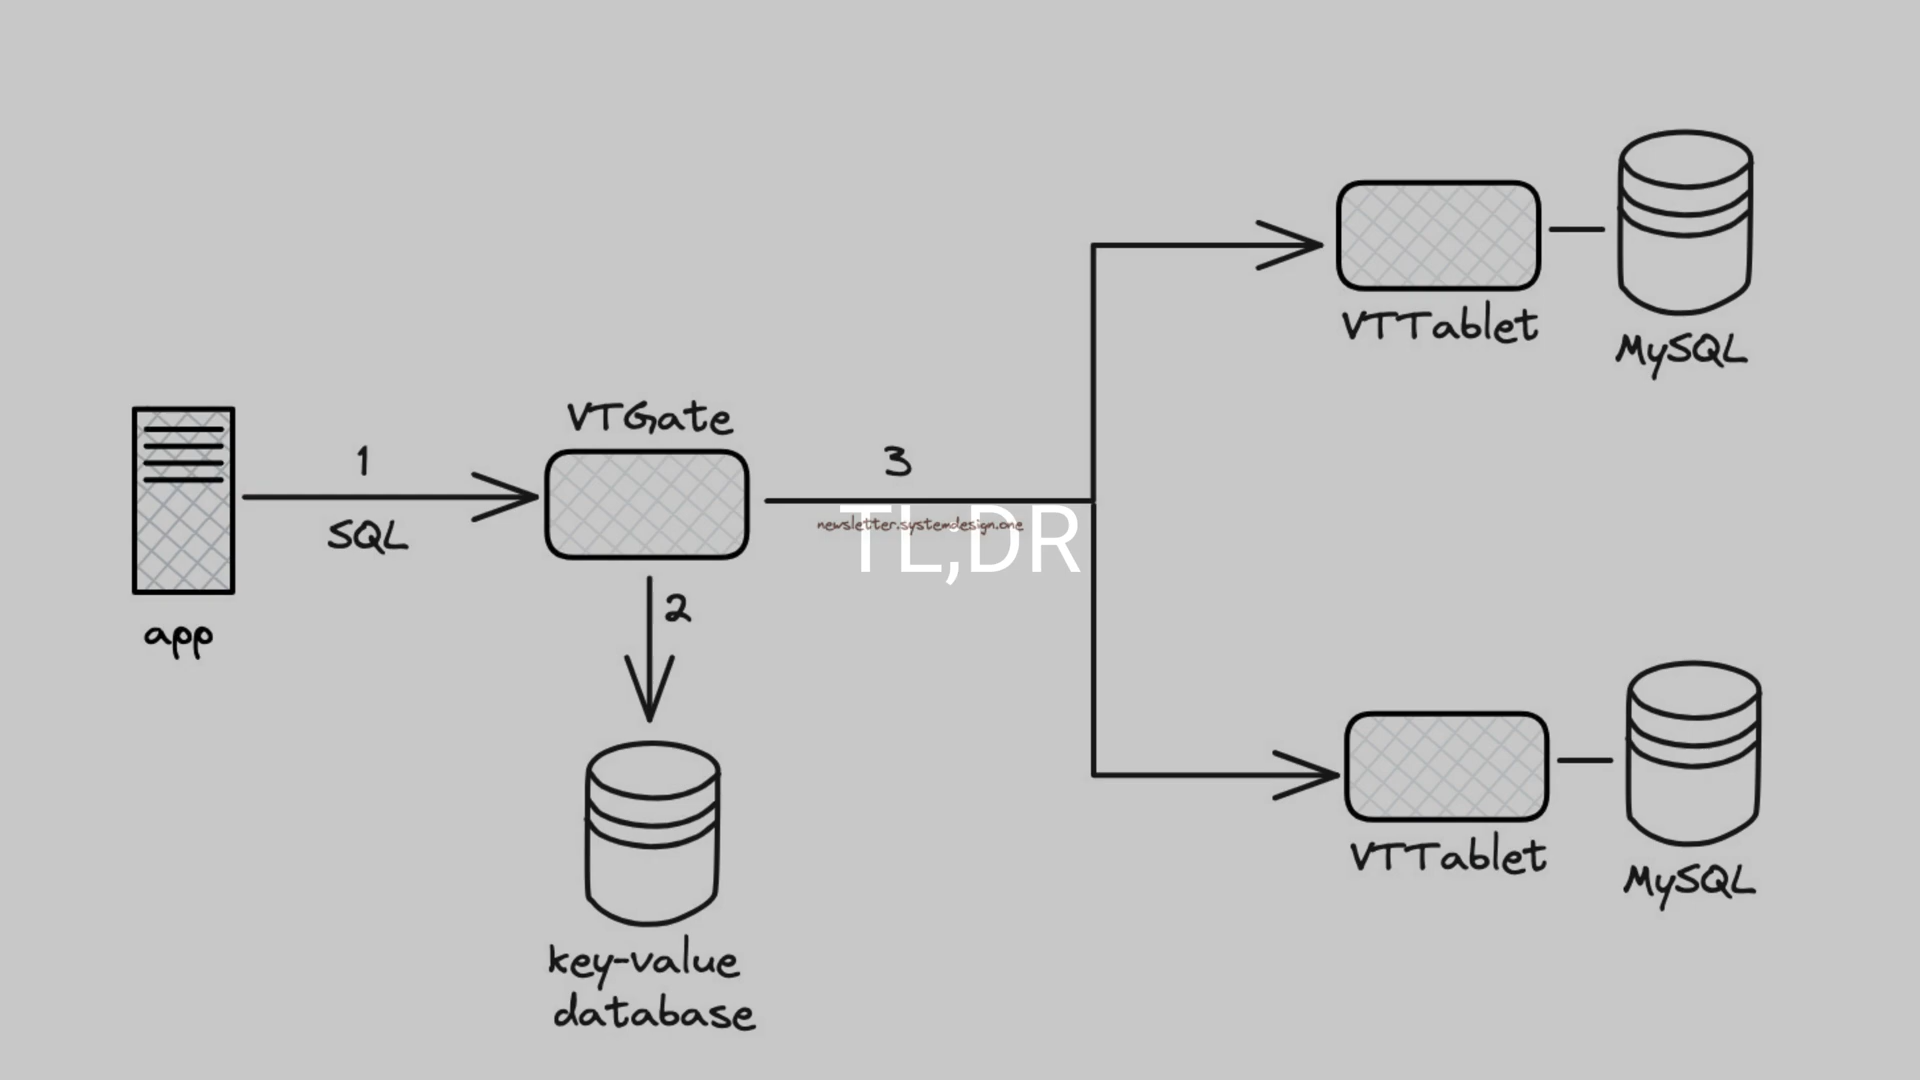 VTTablet
MySQL
VTGate
1
SQL
3
newsletter.systemdesign.one
TL,DR
app
2
VTTablet
MySQL
key-value
database